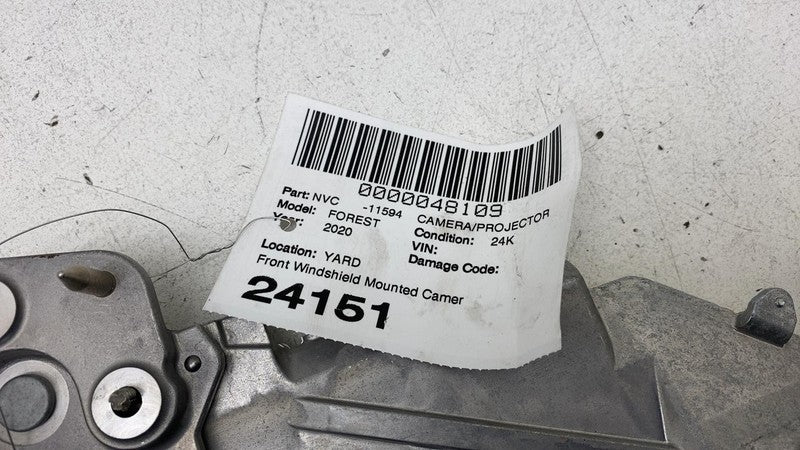 0000048109
Part: NVC -11594 CAMERA/PROJECTOR
Model: FOREST Condition: 24K
Year: 2020 VIN:
Location: YARD Damage Code:
Front Windshield Mounted Camer
24151